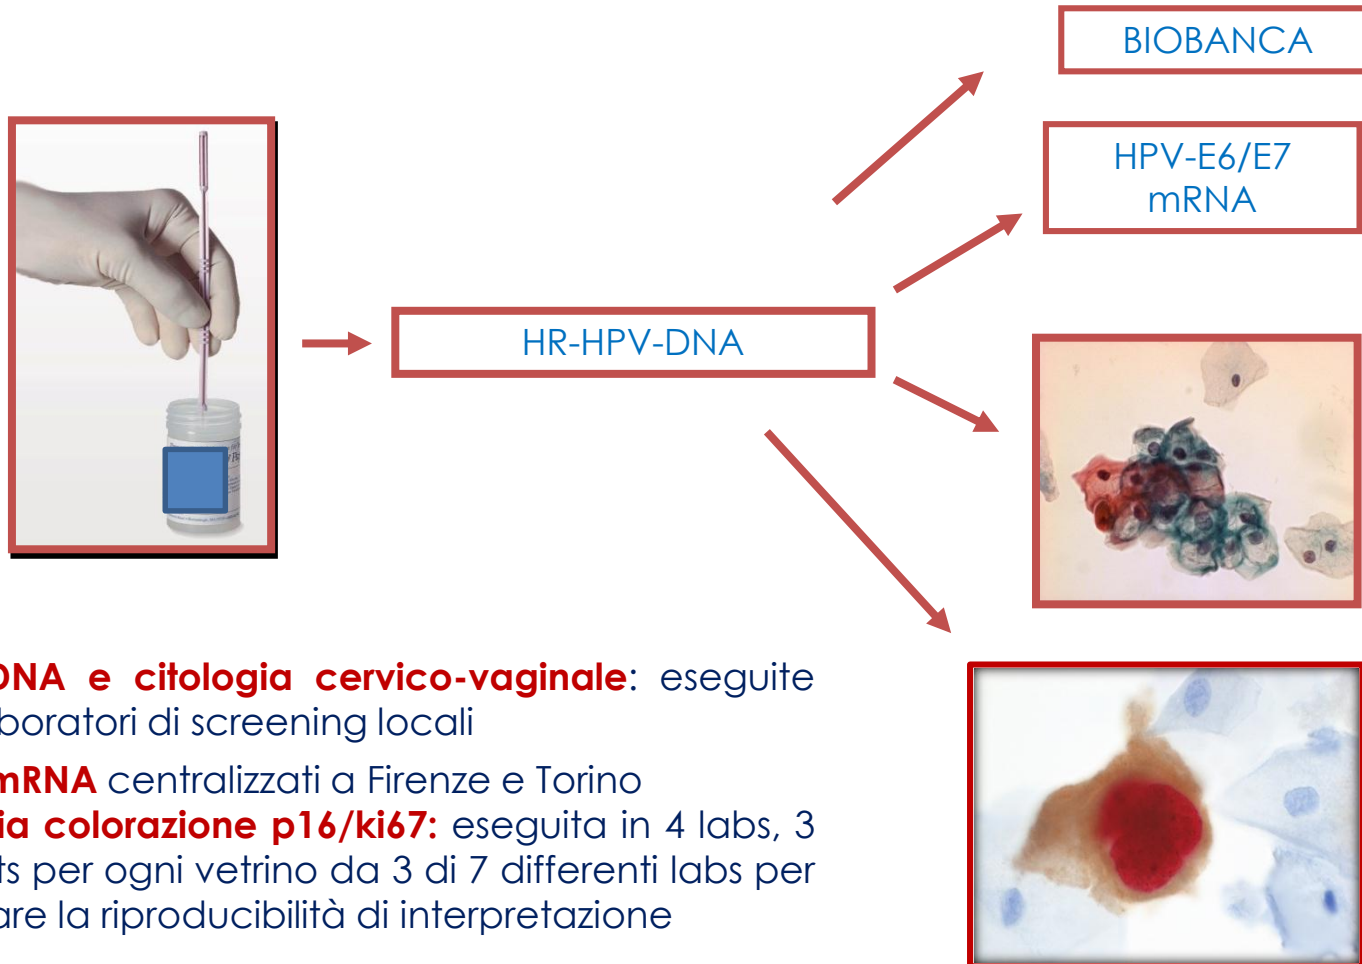 BIOBANCA
HPV-E6/E7
mRNA
HR-HPV-DNA
DNA e citologia cervico-vaginale: eseguite
boratori di screening locali
mRNA centralizzati a Firenze e Torino
ia colorazione p16/ki67: eseguita in 4 labs, 3
ts per ogni vetrino da 3 di 7 differenti labs per
are la riproducibilità di interpretazione